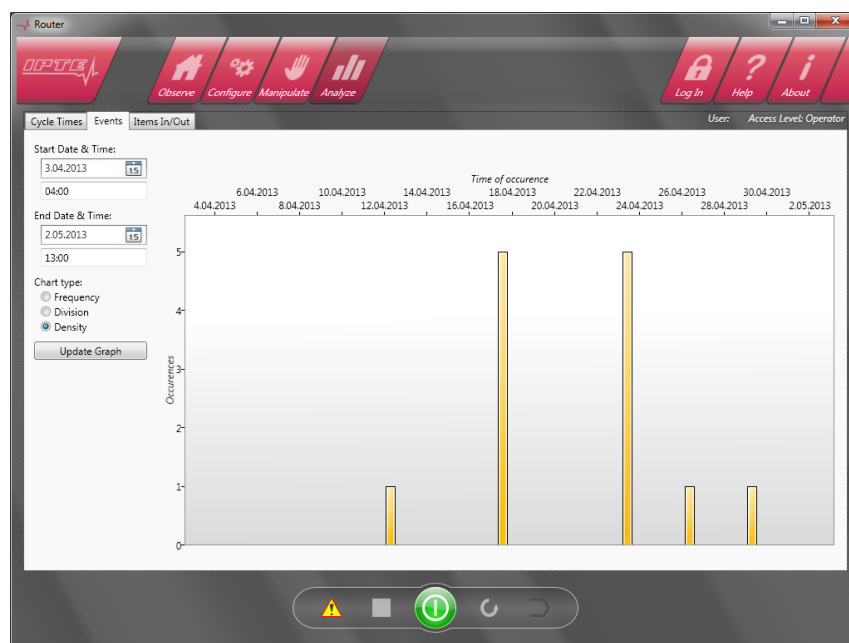 Router
IPTE
Observe Configure Manipulate Analyze
Log In Help About
Cycle Times Events Items In/Out
User: Access Level: Operator
Start Date & Time:
3.04.2013 15
04:00
End Date & Time:
2.05.2013 15
13:00
Chart type:
Frequency
Division
Density
Update Graph
Time of occurence
6.04.2013 10.04.2013 14.04.2013 18.04.2013 22.04.2013 26.04.2013 30.04.2013
4.04.2013 8.04.2013 12.04.2013 16.04.2013 20.04.2013 24.04.2013 28.04.2013 2.05.2013
Occurences
5
4
3
2
1
0